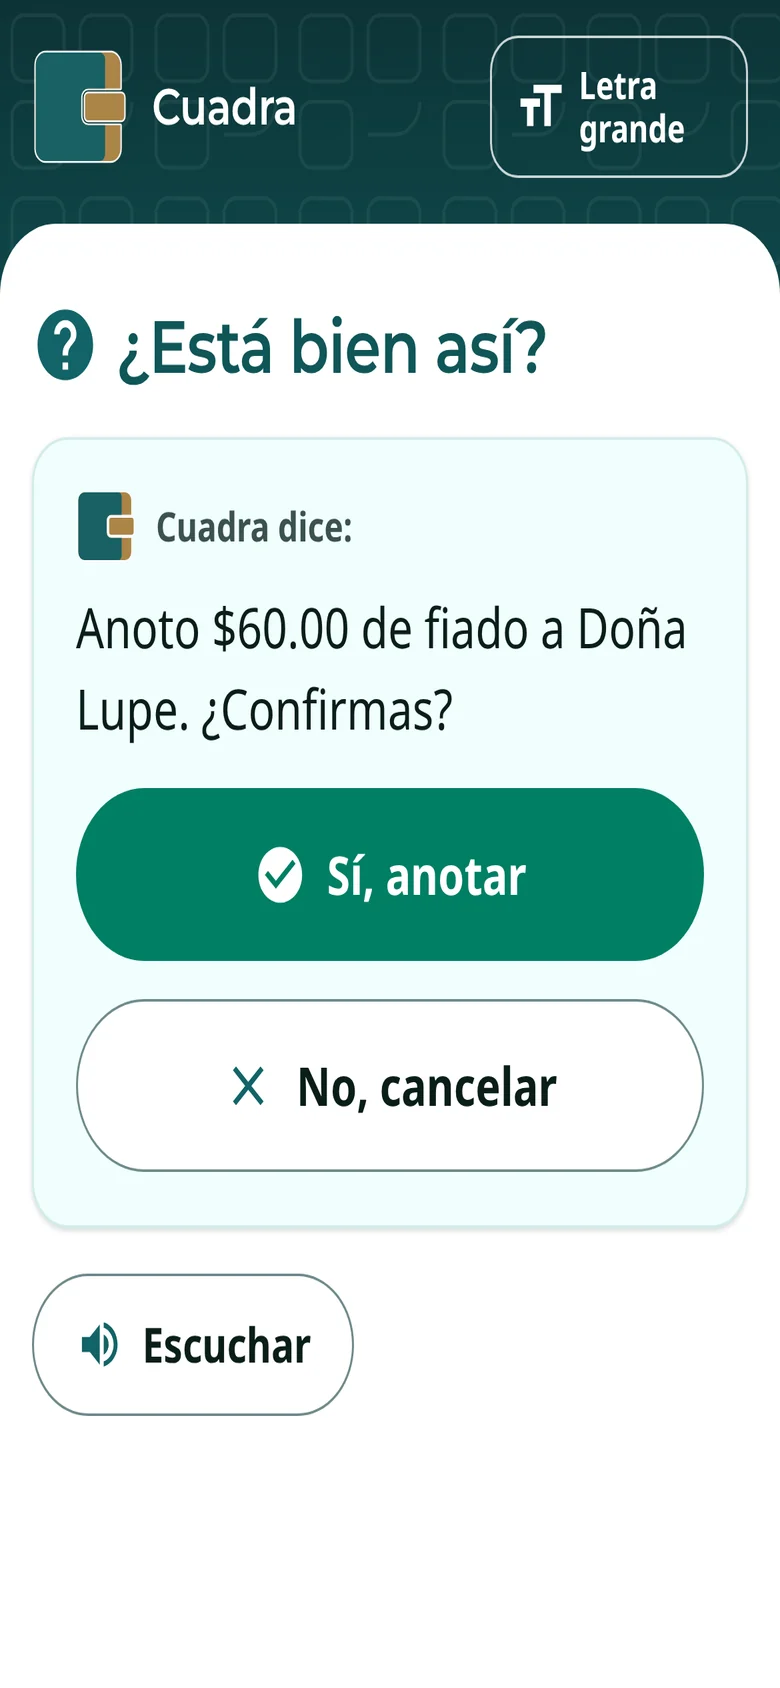 Cuadra
Letra
grande
¿Está bien así?
Cuadra dice:
Anoto $60.00 de fiado a Doña
Lupe. ¿Confirmas?
Sí, anotar
No, cancelar
Escuchar